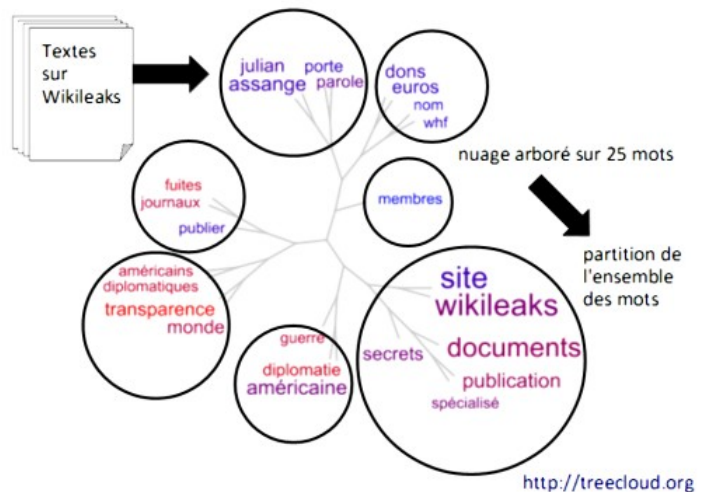 Textes
sur
Wikileaks
julian
assange
porte
parole
dons
euros
nom
whf
nuage arboré sur 25 mots
fuites
journaux
publier
membres
partition de
l'ensemble
des mots
américains
diplomatiques
transparence
monde
site
wikileaks
documents
secrets
publication
spécialisé
guerre
diplomatie
américaine
http://treecloud.org